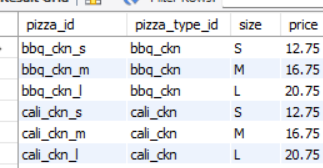 pizza_id pizza_type_id size price
bbq_ckn_s bbq_ckn S 12.75
bbq_ckn_m bbq_ckn M 16.75
bbq_ckn_l bbq_ckn L 20.75
cali_ckn_s cali_ckn S 12.75
cali_ckn_m cali_ckn M 16.75
cali_ckn_l cali_ckn L 20.75